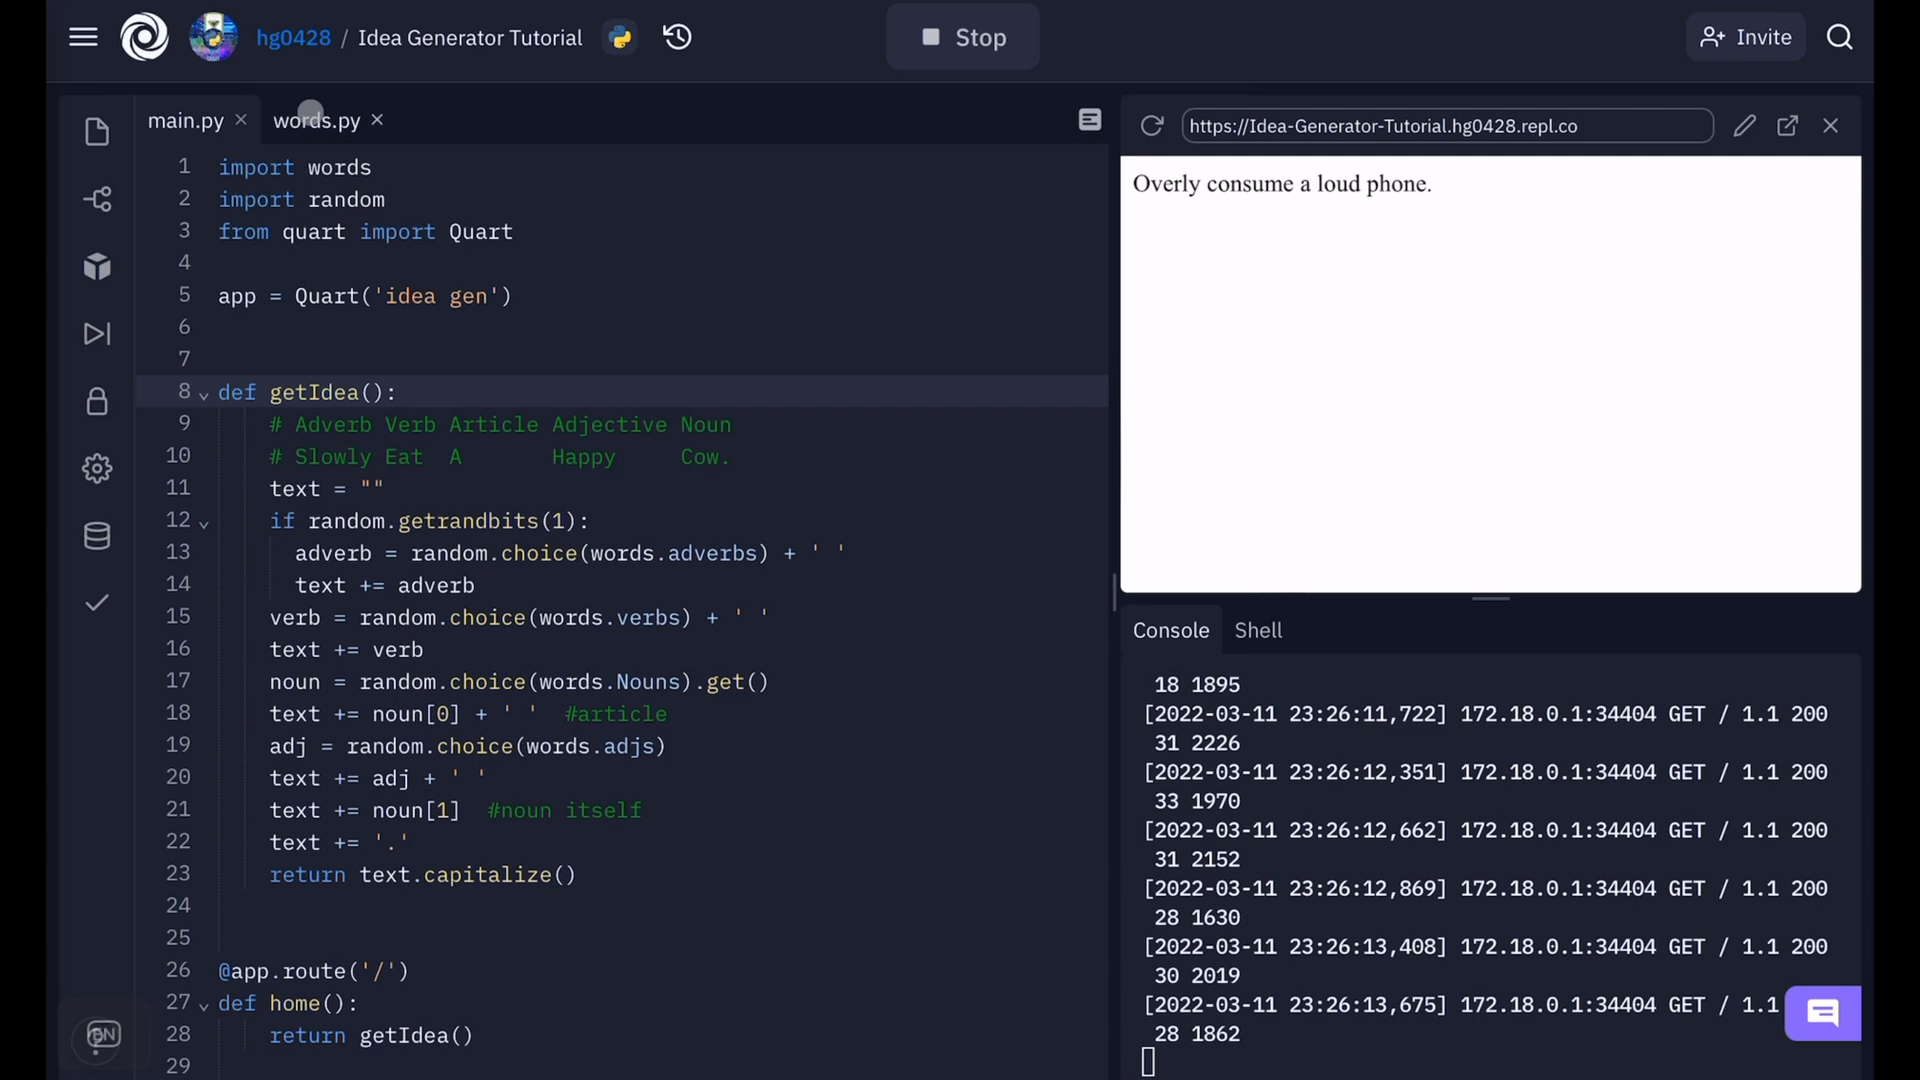 hg0428 / Idea Generator Tutorial
Stop
Invite
main.py
words.py
https://Idea-Generator-Tutorial.hg0428.repl.co
1 import words
2 import random
3 from quart import Quart
4
5 app = Quart('idea gen')
6
7
8 def getIdea():
9 # Adverb Verb Article Adjective Noun
10 # Slowly Eat A Happy Cow.
11 text = ""
12 if random.getrandbits(1):
13 adverb = random.choice(words.adverbs) + ' '
14 text += adverb
15 verb = random.choice(words.verbs) + ' '
16 text += verb
17 noun = random.choice(words.Nouns).get()
18 text += noun[0] + ' ' #article
19 adj = random.choice(words.adjs)
20 text += adj + ' '
21 text += noun[1] #noun itself
22 text += '.'
23 return text.capitalize()
24
25
26 @app.route('/')
27 def home():
28 return getIdea()
29
EN
Overly consume a loud phone.
Console Shell
18 1895
[2022-03-11 23:26:11,722] 172.18.0.1:34404 GET / 1.1 200
31 2226
[2022-03-11 23:26:12,351] 172.18.0.1:34404 GET / 1.1 200
33 1970
[2022-03-11 23:26:12,662] 172.18.0.1:34404 GET / 1.1 200
31 2152
[2022-03-11 23:26:12,869] 172.18.0.1:34404 GET / 1.1 200
28 1630
[2022-03-11 23:26:13,408] 172.18.0.1:34404 GET / 1.1 200
30 2019
[2022-03-11 23:26:13,675] 172.18.0.1:34404 GET / 1.1
28 1862